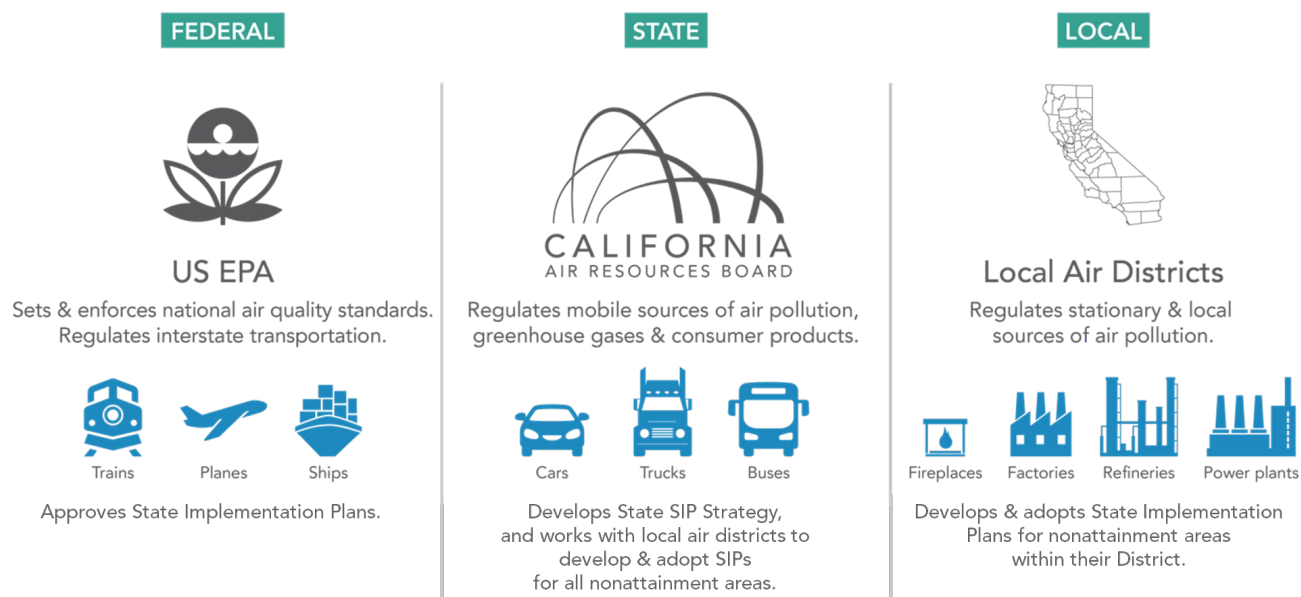 FEDERAL
US EPA
Sets & enforces national air quality standards.
Regulates interstate transportation.
Trains
Planes
Ships
Approves State Implementation Plans.
STATE
CALIFORNIA
AIR RESOURCES BOARD
Regulates mobile sources of air pollution,
greenhouse gases & consumer products.
Cars
Trucks
Buses
Develops State SIP Strategy,
and works with local air districts to
develop & adopt SIPs
for all nonattainment areas.
LOCAL
Local Air Districts
Regulates stationary & local
sources of air pollution.
Fireplaces
Factories
Refineries
Power plants
Develops & adopts State Implementation
Plans for nonattainment areas
within their District.